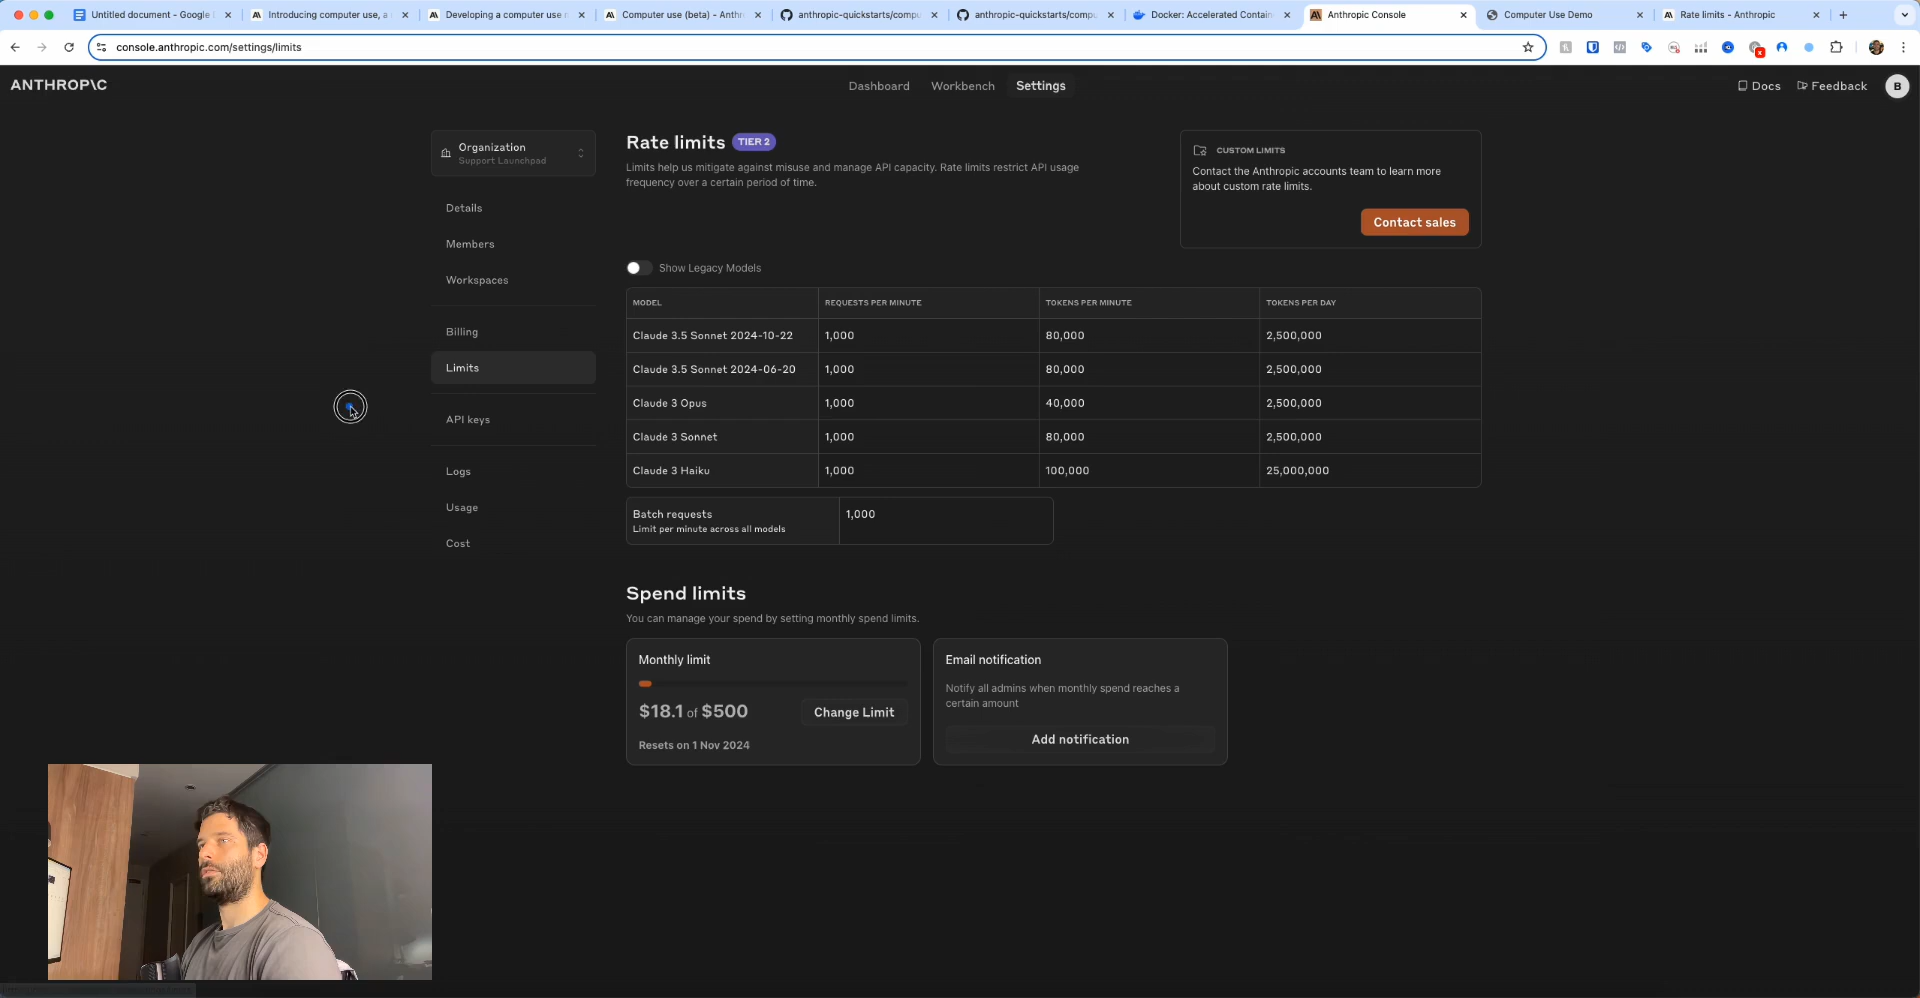 Untitled document - Google
Introducing computer use, a
Developing a computer use
Computer use (beta) - Anthr
anthropic-quickstarts/compu
anthropic-quickstarts/compu
Docker: Accelerated Contain
Anthropic Console
Computer Use Demo
Rate limits - Anthropic
console.anthropic.com/settings/limits
ANTHROP\C
Dashboard
Workbench
Settings
Docs
Feedback
B
Organization
Support Launchpad
Details
Members
Workspaces
Billing
Limits
API keys
Logs
Usage
Cost
Rate limits TIER 2
Limits help us mitigate against misuse and manage API capacity. Rate limits restrict API usage
frequency over a certain period of time.
CUSTOM LIMITS
Contact the Anthropic accounts team to learn more
about custom rate limits.
Contact sales
Show Legacy Models
MODEL REQUESTS PER MINUTE TOKENS PER MINUTE TOKENS PER DAY
Claude 3.5 Sonnet 2024-10-22 1,000 80,000 2,500,000
Claude 3.5 Sonnet 2024-06-20 1,000 80,000 2,500,000
Claude 3 Opus 1,000 40,000 2,500,000
Claude 3 Sonnet 1,000 80,000 2,500,000
Claude 3 Haiku 1,000 100,000 25,000,000
Batch requests 1,000
Limit per minute across all models
Spend limits
You can manage your spend by setting monthly spend limits.
Monthly limit
$18.1 of $500
Change Limit
Resets on 1 Nov 2024
Email notification
Notify all admins when monthly spend reaches a
certain amount
Add notification